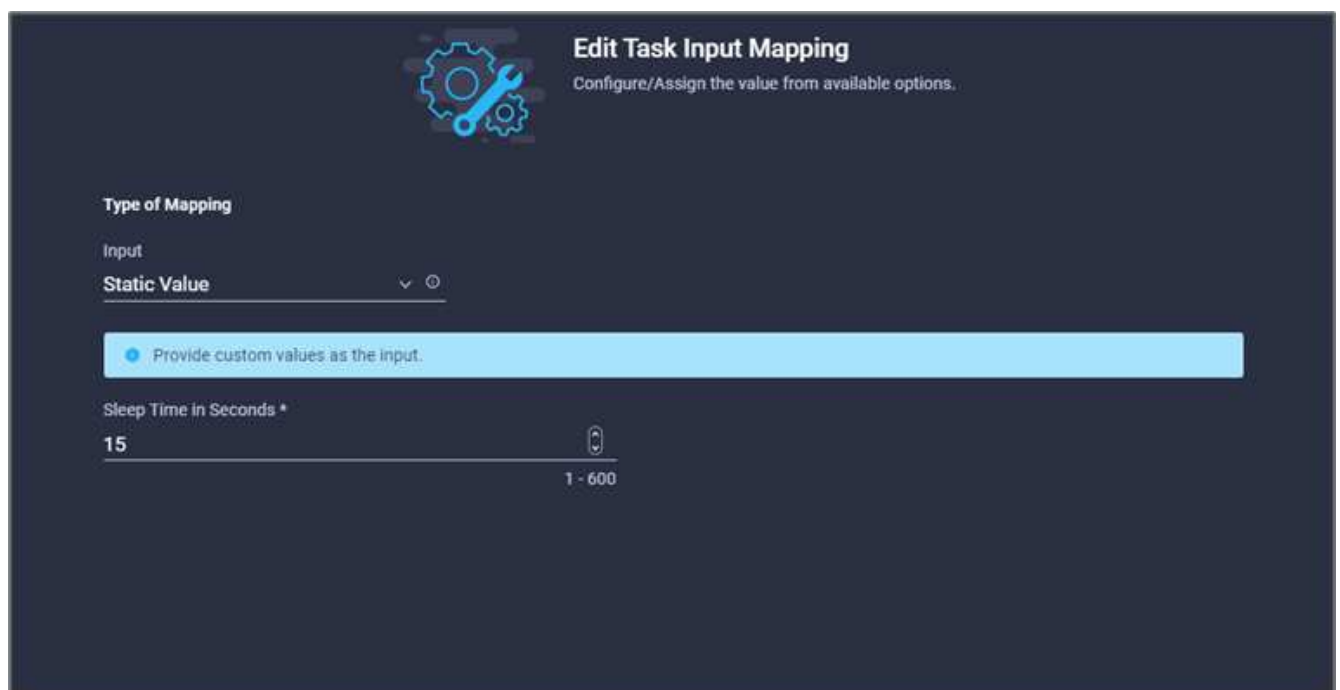 Edit Task Input Mapping
Configure/Assign the value from available options.
Type of Mapping
Input
Static Value
Provide custom values as the input.
Sleep Time in Seconds *
15
1 - 600